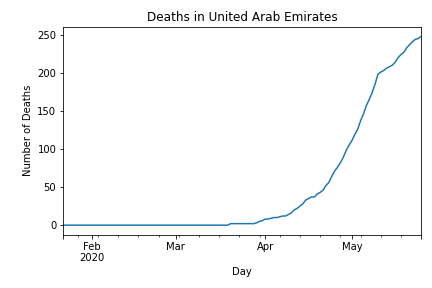 Deaths in United Arab Emirates
250
200
150
100
50
0
Number of Deaths
Feb
2020
Mar
Apr
May
Day